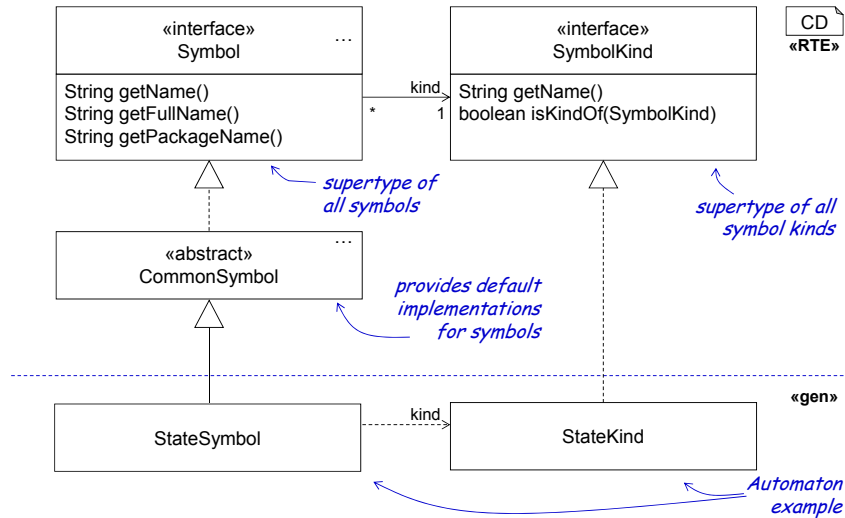 «interface»
Symbol
...
String getName()
String getFullName()
String getPackageName()
kind
*
1
«interface»
SymbolKind
String getName()
boolean isKindOf(SymbolKind)
CD
«RTE»
supertype of
all symbols
supertype of all
symbol kinds
«abstract»
CommonSymbol
...
provides default
implementations
for symbols
«gen»
StateSymbol
kind
StateKind
Automaton
example